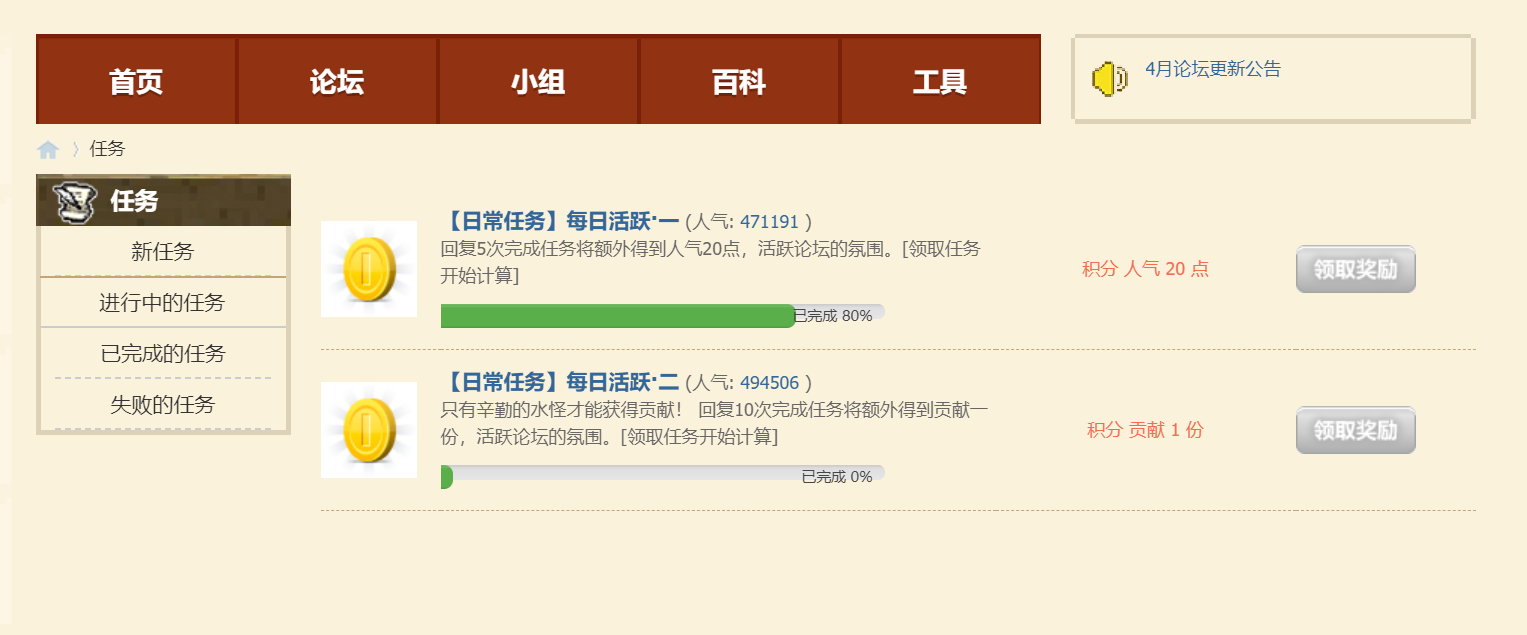 首页 论坛 小组 百科 工具
4月论坛更新公告
〉任务
任务
新任务
进行中的任务
已完成的任务
失败的任务
【日常任务】每日活跃·一 (人气: 471191 )
回复5次完成任务将额外得到人气20点，活跃论坛的氛围。[领取任务
开始计算]
已完成 80%
积分 人气 20 点
领取奖励
【日常任务】每日活跃·二 (人气: 494506 )
只有辛勤的水怪才能获得贡献！ 回复10次完成任务将额外得到贡献一
份，活跃论坛的氛围。[领取任务开始计算]
已完成 0%
积分 贡献 1 份
领取奖励